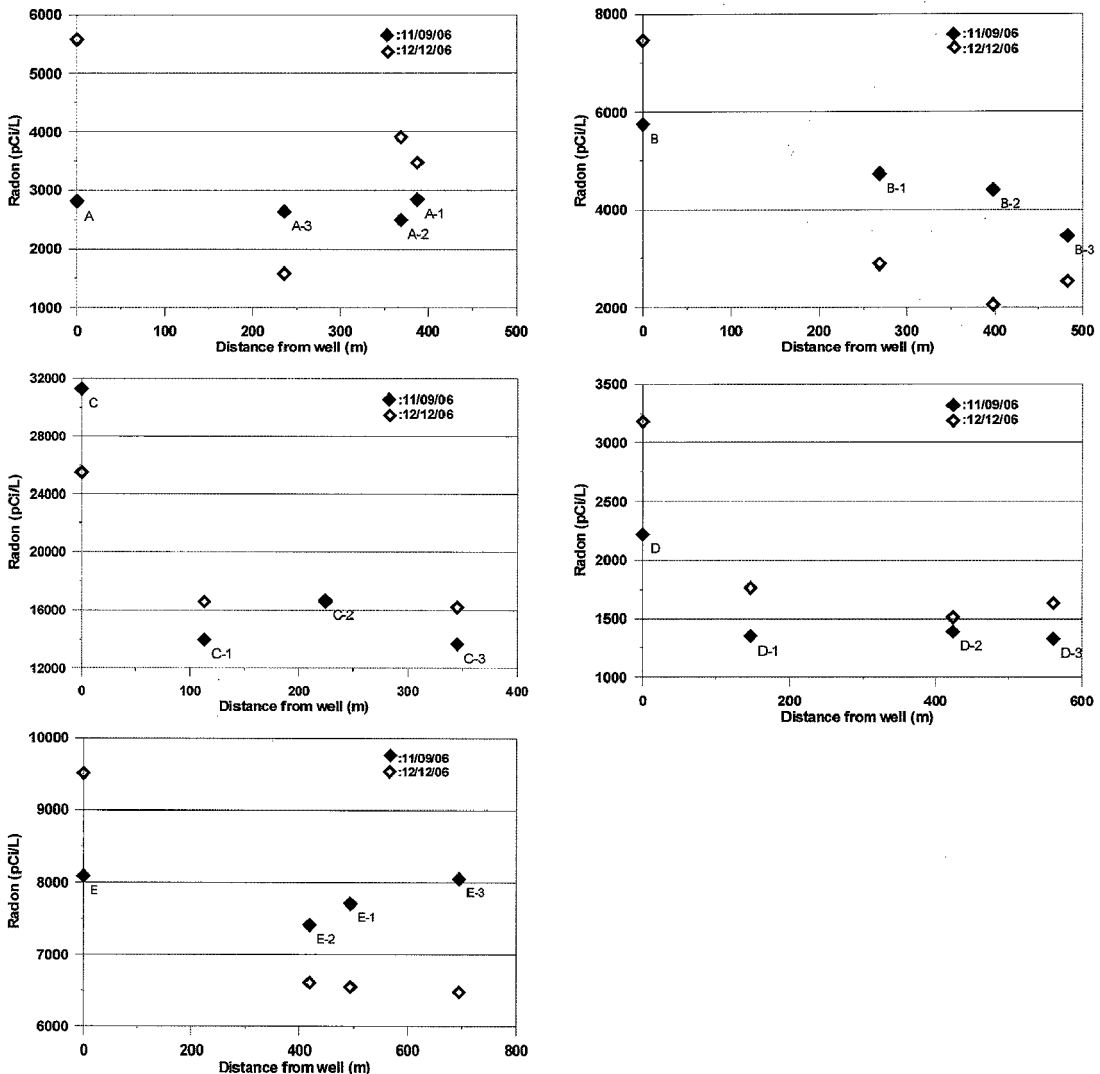 6000
5000
4000
3000
2000
1000
Radon (pCi/L)
:11/09/06
:12/12/06
A
A-3
A-2
A-1
0
100
200
300
400
500
Distance from well (m)
8000
6000
4000
2000
Radon (pCi/L)
:11/09/06
:12/12/06
B
B-1
B-2
B-3
0
100
200
300
400
500
Distance from well (m)
32000
28000
24000
20000
16000
12000
Radon (pCi/L)
:11/09/06
:12/12/06
C
C-1
C-2
C-3
0
100
200
300
400
Distance from well (m)
3500
3000
2500
2000
1500
1000
Radon (pCi/L)
:11/09/06
:12/12/06
D
D-1
D-2
D-3
0
200
400
600
Distance from well (m)
10000
9000
8000
7000
6000
Radon (pCi/L)
:11/09/06
:12/12/06
E
E-2
E-1
E-3
0
200
400
600
800
Distance from well (m)